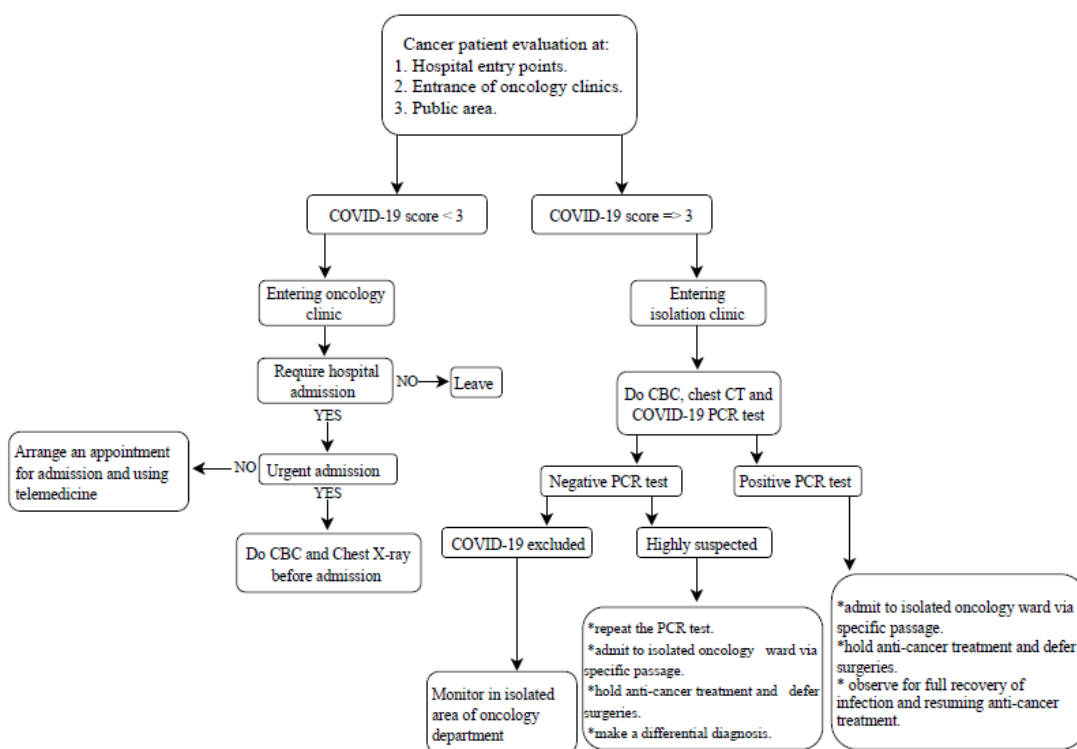 Cancer patient evaluation at:
1. Hospital entry points.
2. Entrance of oncology clinics.
3. Public area.
COVID-19 score < 3
COVID-19 score => 3
Entering oncology
clinic
Entering
isolation clinic
Require hospital
admission
NO
Leave
YES
Do CBC, chest CT and
COVID-19 PCR test
Arrange an appointment
for admission and using
telemedicine
NO
Urgent admission
YES
Negative PCR test
Positive PCR test
Do CBC and Chest X-ray
before admission
COVID-19 excluded
Highly suspected
Monitor in isolated
area of oncology
department
*repeat the PCR test.
*admit to isolated oncology ward via
specific passage.
*hold anti-cancer treatment and defer
surgeries.
*make a differential diagnosis.
*admit to isolated oncology ward via
specific passage.
*hold anti-cancer treatment and defer
surgeries.
* observe for full recovery of
infection and resuming anti-cancer
treatment.